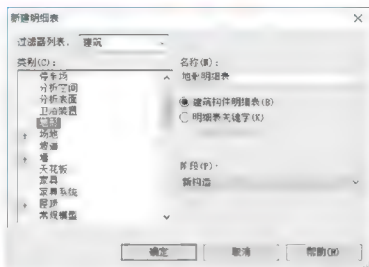 新建明细表
过滤器列表: 建筑
类别(C):
名称(N):
停车场
分析空间
分析表面
卫浴装置
地形
场地
坡道
墙
天花板
家具
家具系统
屋顶
常规模型
地形明细表
建筑构件明细表(B)
明细表关键字(K)
阶段(P):
新构造
确定
取消
帮助(H)